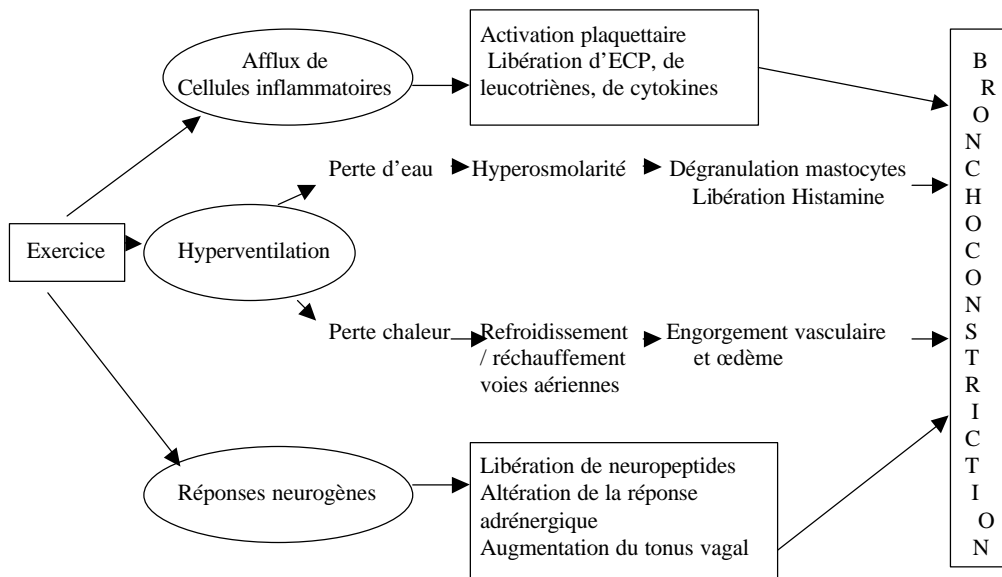 Afflux de
Cellules inflammatoires
Activation plaquettaire
Libération d'ECP, de
leucotriènes, de cytokines
Perte d'eau
Hyperosmolarité
Dégranulation mastocytes
Libération Histamine
Exercice
Hyperventilation
Perte chaleur
Refroidissement
/ réchauffement
voies aériennes
Engorgement vasculaire
et œdème
Réponses neurogènes
Libération de neuropeptides
Altération de la réponse
adrénergique
Augmentation du tonus vagal
BRONCHOCONSTRICTION